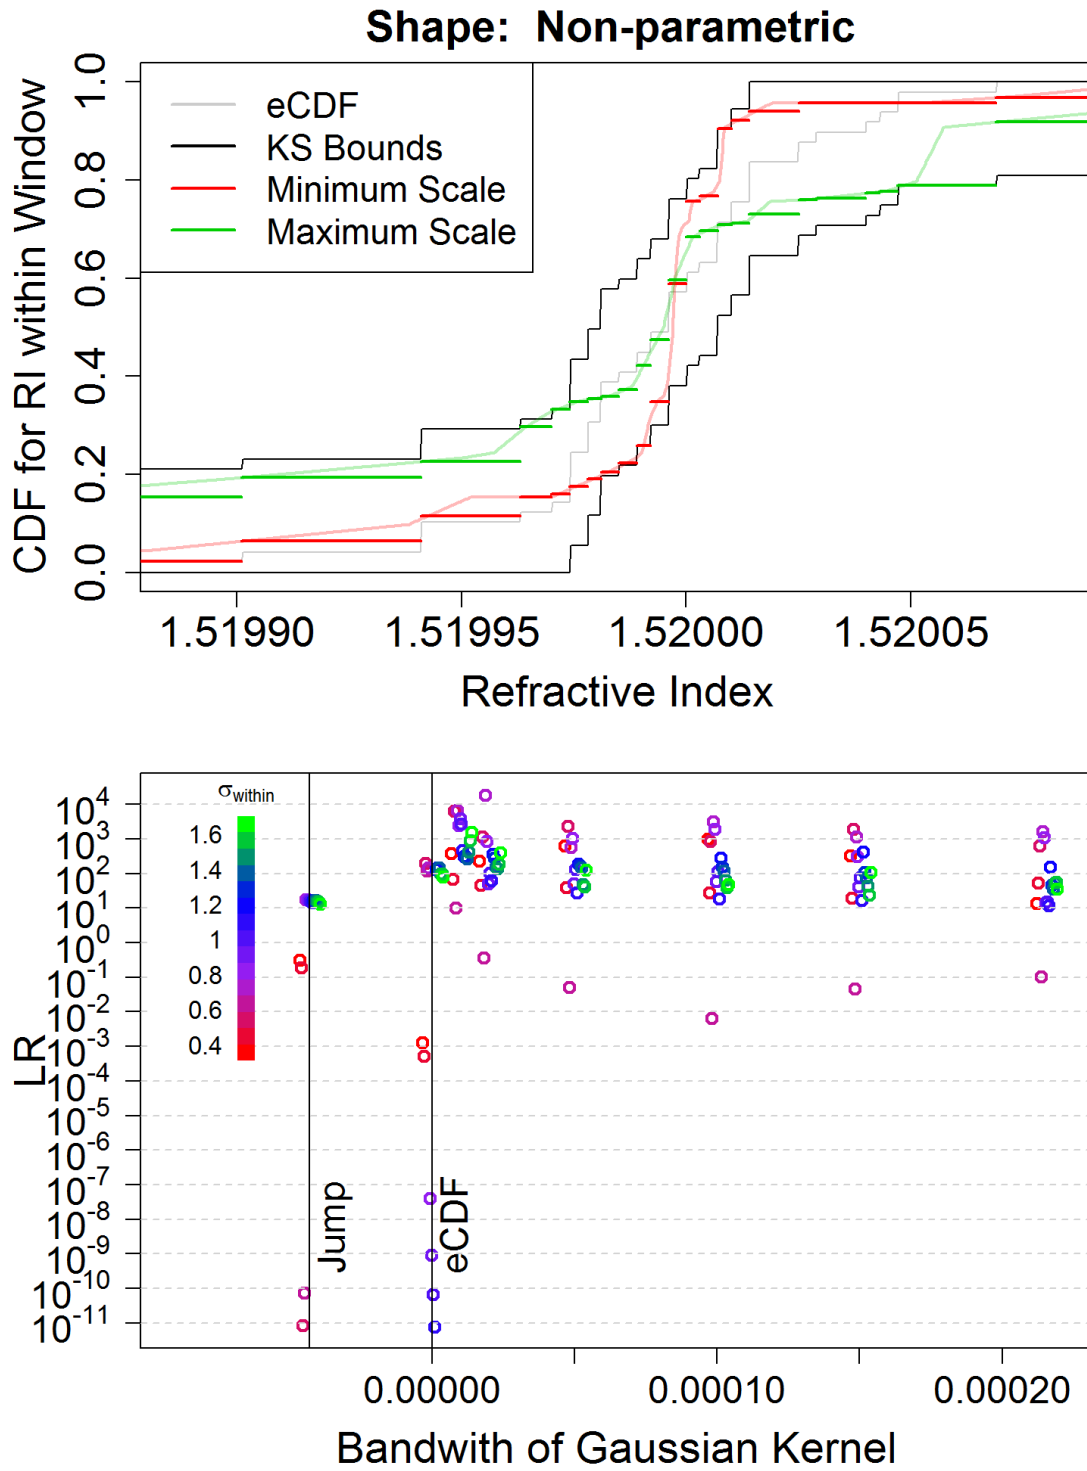 Shape: Non-parametric
CDF for RI within Window
1.0
0.8
0.6
0.4
0.2
0.0
eCDF
KS Bounds
Minimum Scale
Maximum Scale
1.51990 1.51995 1.52000 1.52005
Refractive Index
LR
10^4
10^3
10^2
10^1
10^0
10^-1
10^-2
10^-3
10^-4
10^-5
10^-6
10^-7
10^-8
10^-9
10^-10
10^-11
σwithin
1.6
1.4
1.2
1
0.8
0.6
0.4
Jump
eCDF
0.00000 0.00010 0.00020
Bandwith of Gaussian Kernel